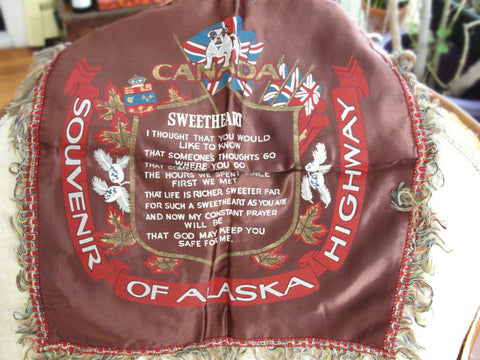 CANADA
SWEETHEART
I THOUGHT THAT YOU WOULD
LIKE TO KNOW
THAT SOMEONE'S THOUGHTS GO
WHERE YOU GO
THE HOURS WE SPENT SINCE
FIRST WE MET.
THAT LIFE IS RICHER SWEETER FAR
FOR SUCH A SWEETHEART AS YOU ARE
AND NOW MY CONSTANT PRAYER
WILL BE
THAT GOD MAY KEEP YOU
SAFE FOR ME.
SOUVENIR
OF ALASKA
HIGHWAY